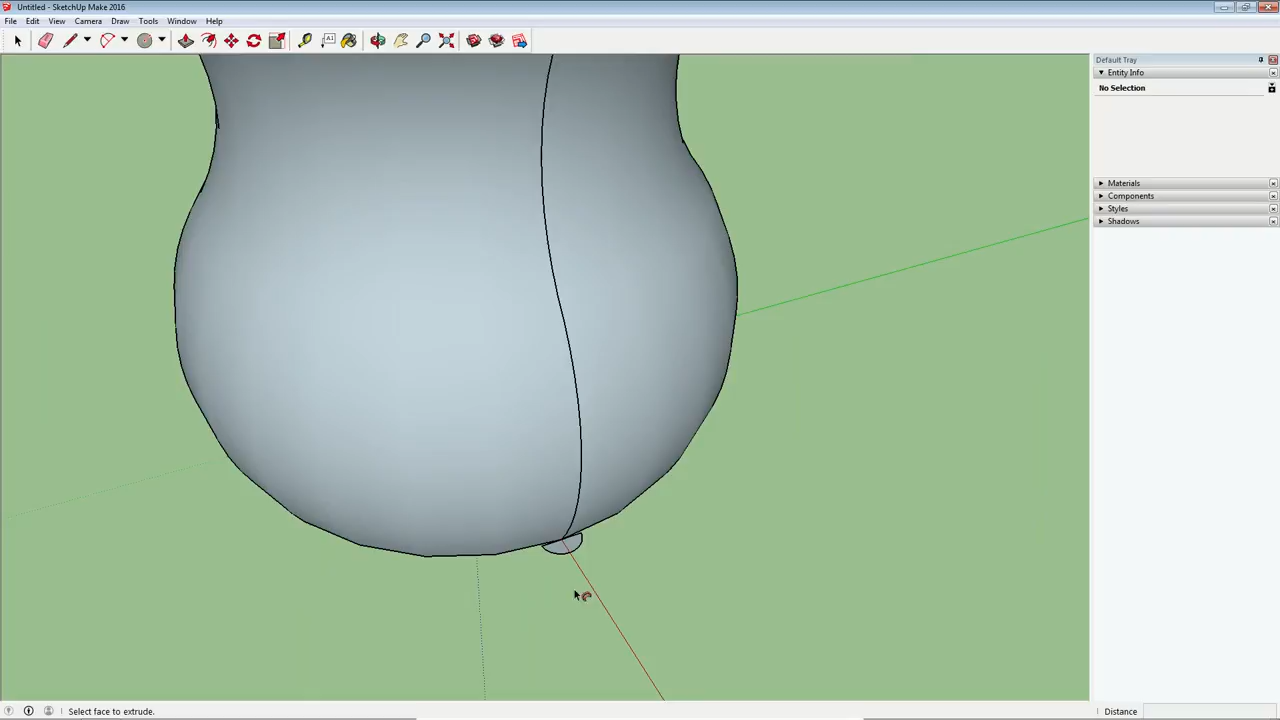 Untitled - SketchUp Make 2016
File Edit View Camera Draw Tools Window Help
Default Tray
Entity Info
No Selection
Materials
Components
Styles
Shadows
Select face to extrude.
Distance